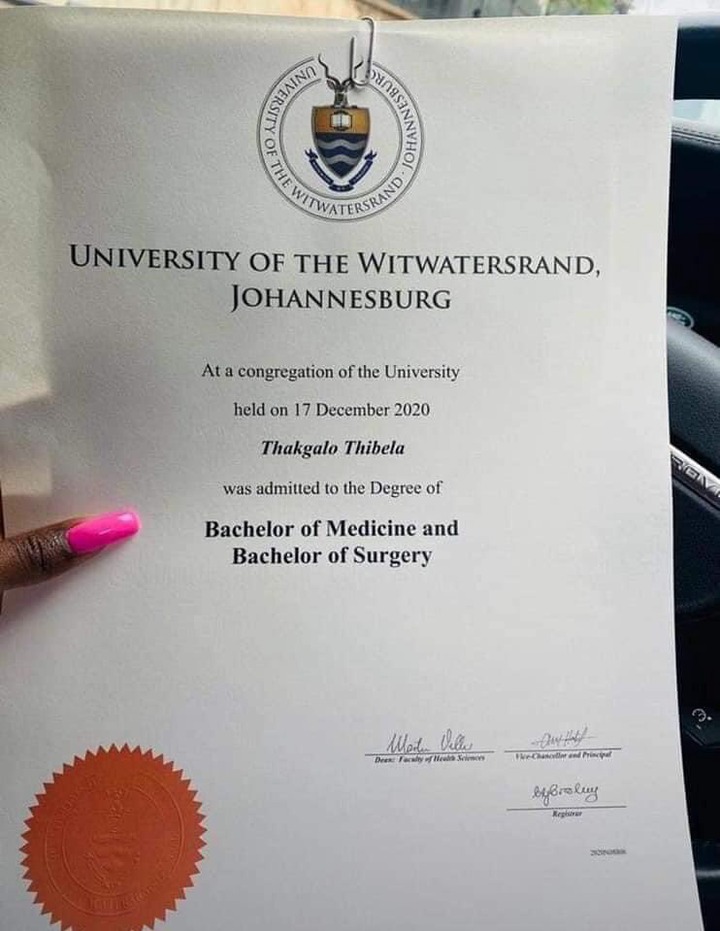 UNIVERSITY OF THE WITWATERSRAND · JOHANNESBURG
UNIVERSITY OF THE WITWATERSRAND,
JOHANNESBURG
At a congregation of the University
held on 17 December 2020
Thakgalo Thibela
was admitted to the Degree of
Bachelor of Medicine and
Bachelor of Surgery
Dean: Faculty of Health Sciences
Vice-Chancellor and Principal
Registrar